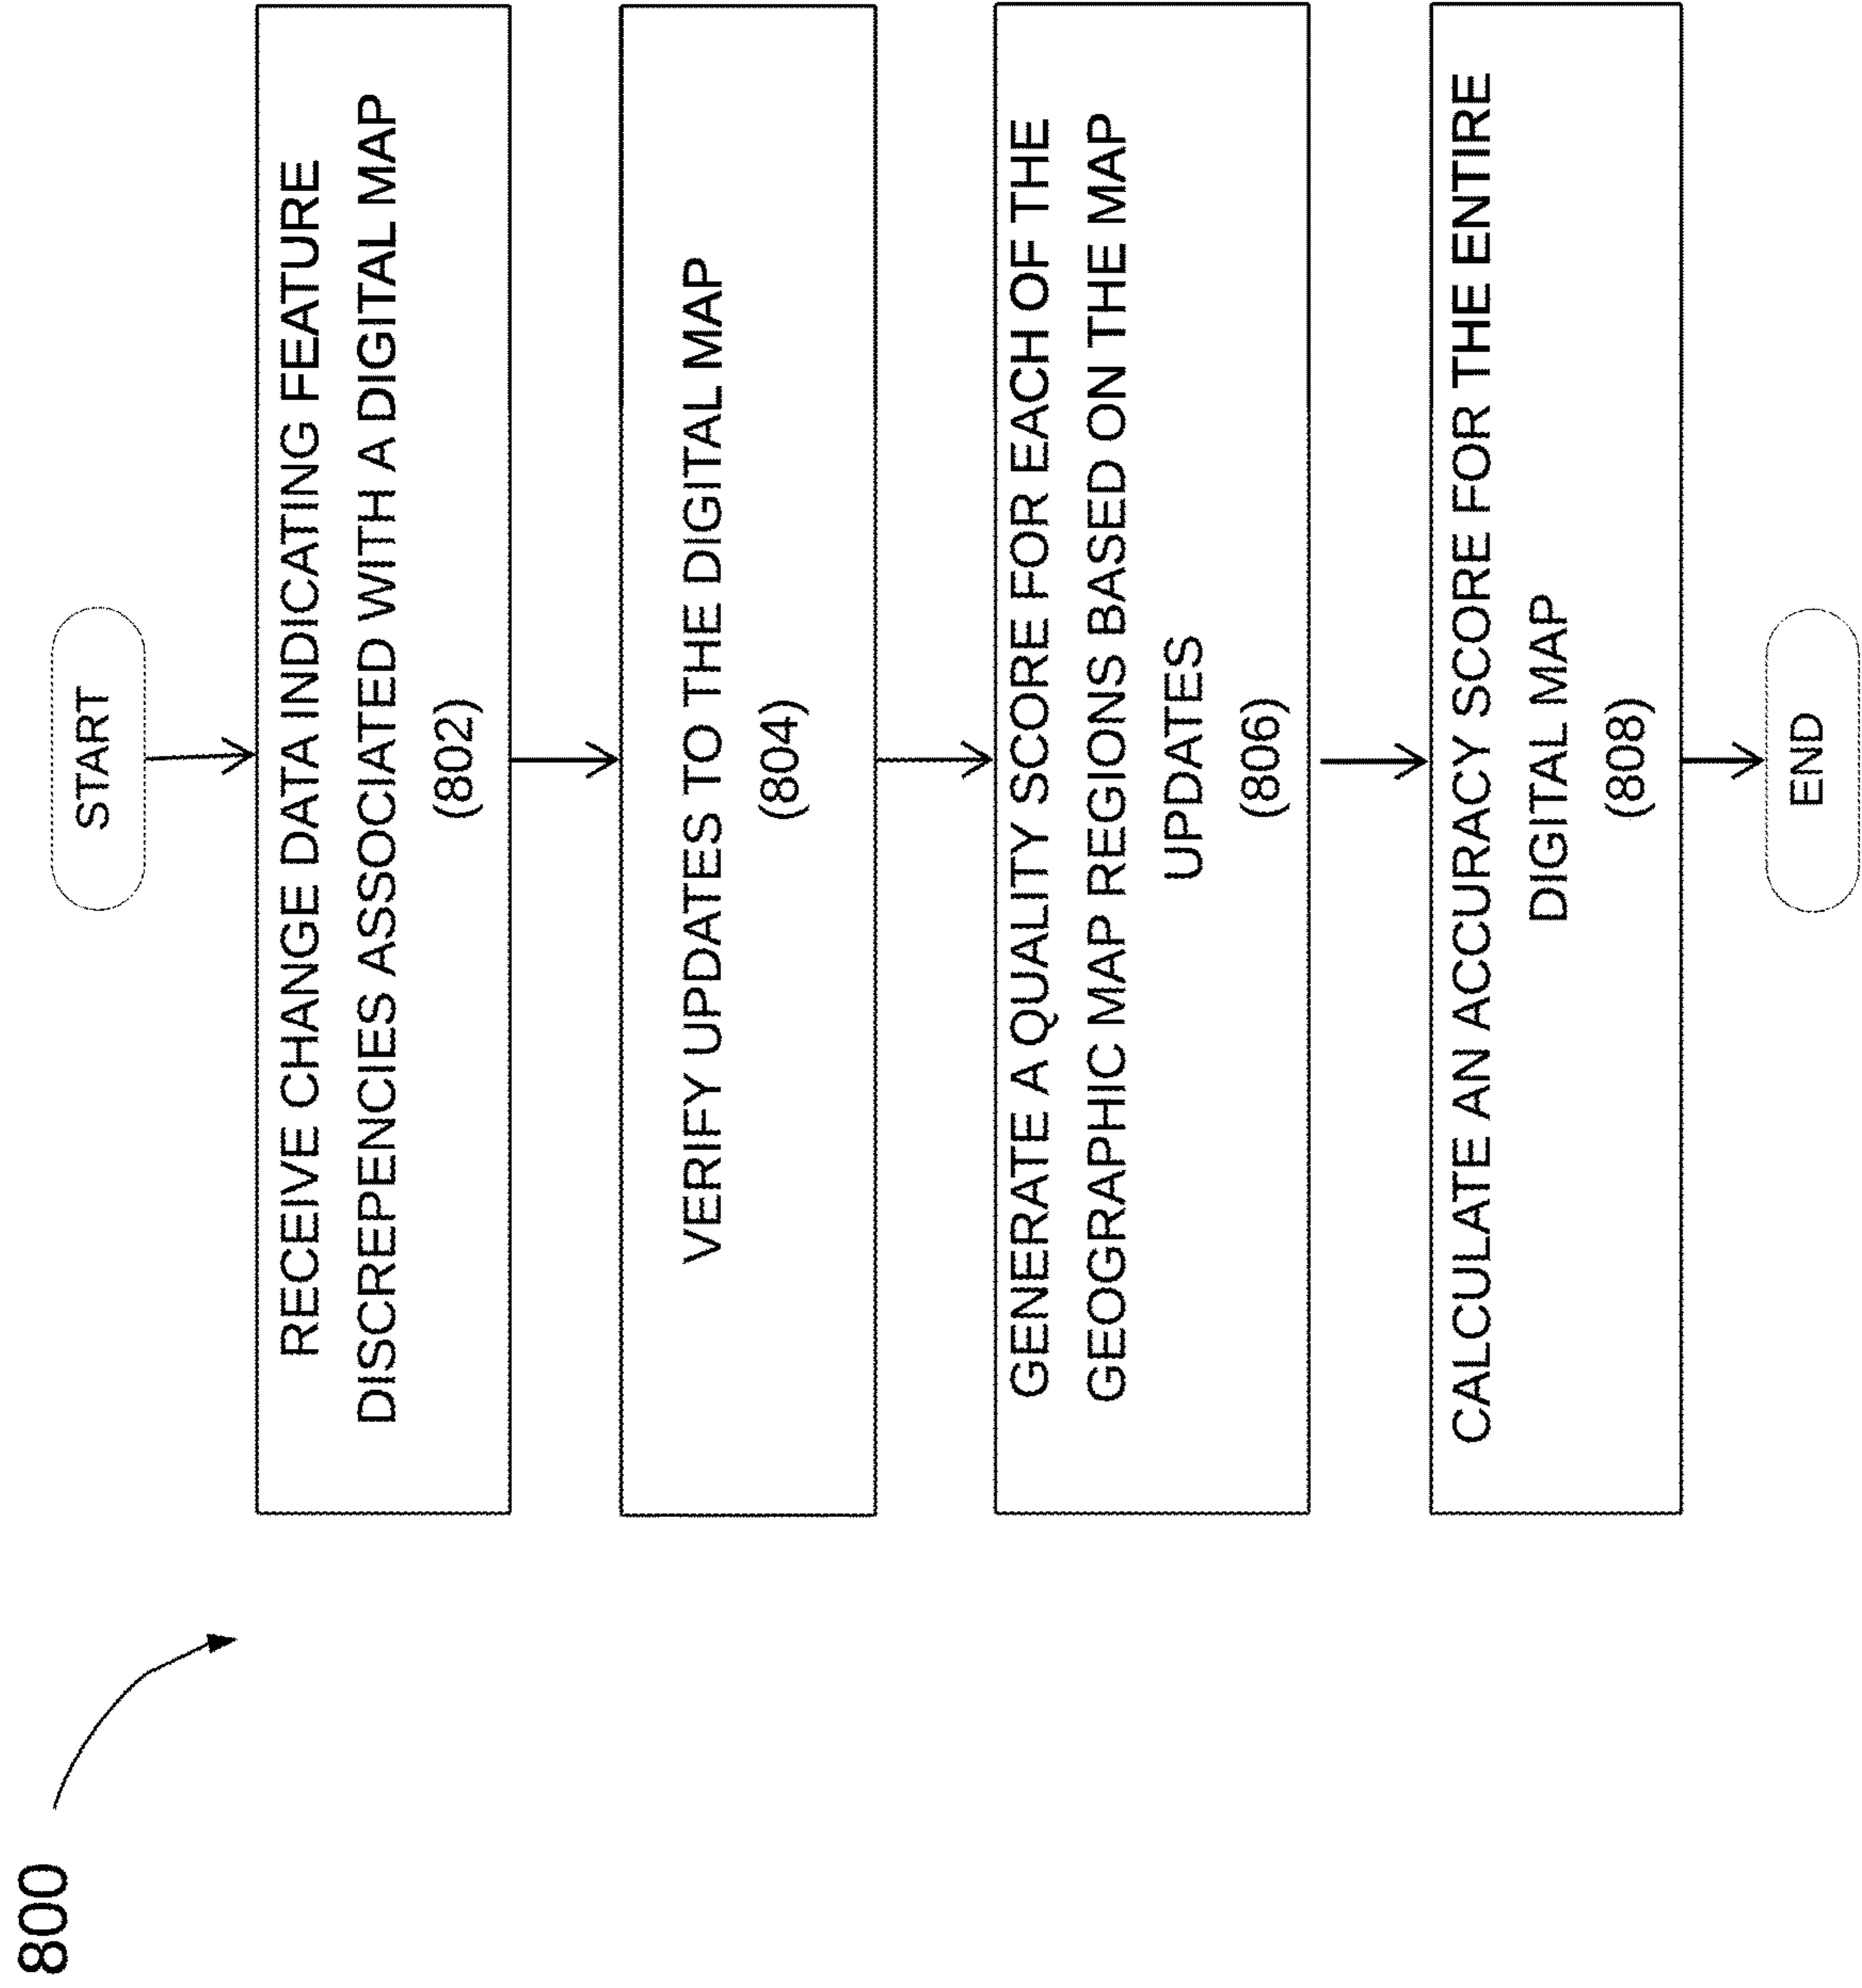 800
START
RECEIVE CHANGE DATA INDICATING FEATURE
DISCREPENCIES ASSOCIATED WITH A DIGITAL MAP
(802)
VERIFY UPDATES TO THE DIGITAL MAP
(804)
GENERATE A QUALITY SCORE FOR EACH OF THE
GEOGRAPHIC MAP REGIONS BASED ON THE MAP
UPDATES
(806)
CALCULATE AN ACCURACY SCORE FOR THE ENTIRE
DIGITAL MAP
(808)
END